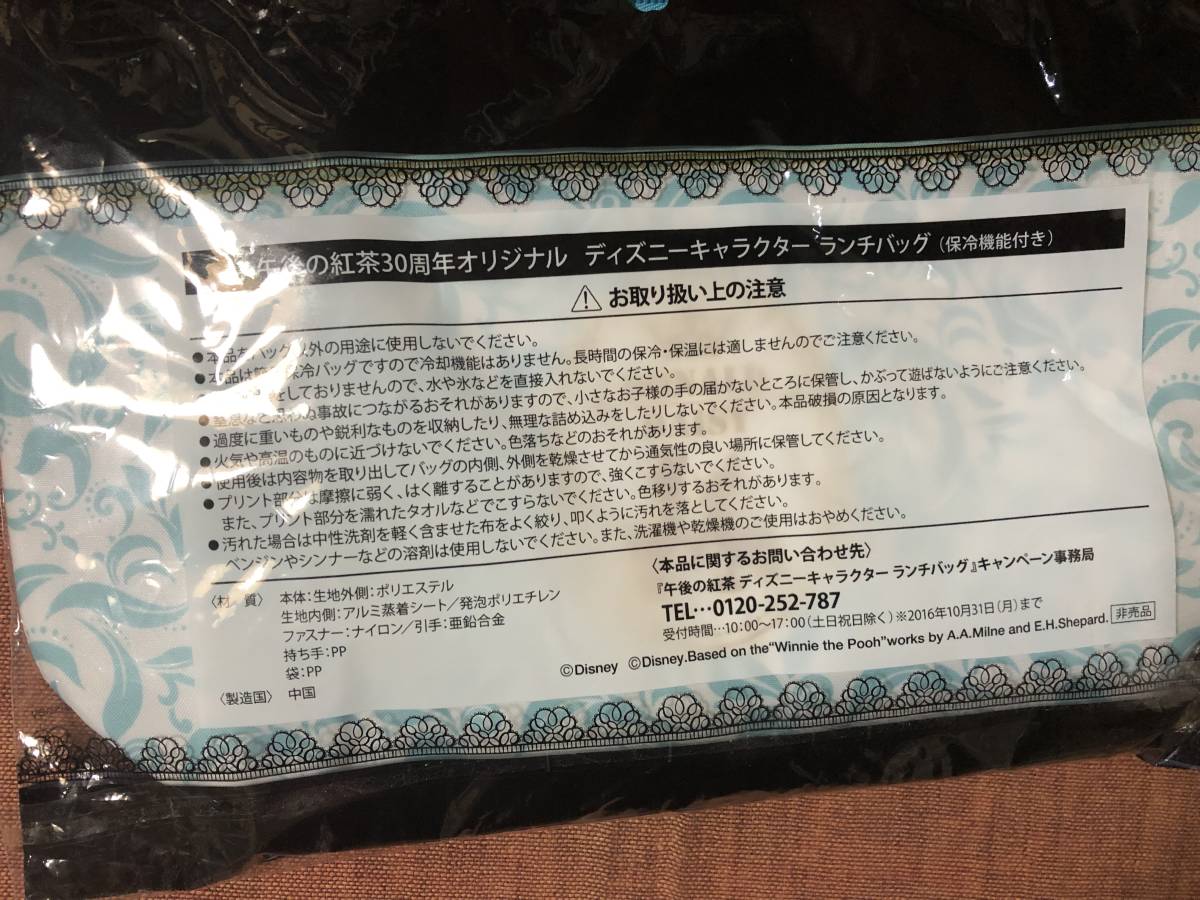 午後の紅茶30周年オリジナル ディズニーキャラクター ランチバッグ(保冷機能付き)
お取り扱い上の注意
●本品をバッグ以外の用途に使用しないでください。
●本品は 保冷バッグですので冷却機能はありません。長時間の保冷・保温には適しませんのでご注意ください。
をしておりませんので、水や氷などを直接入れないでください。
●窒息など 事故につながるおそれがありますので、小さなお子様の手の届かないところに保管し、かぶって遊ばないようにご注意ください。
●過度に重いものや鋭利なものを収納したり、無理な詰め込みをしたりしないでください。本品破損の原因となります。
●火気や高温のものに近づけないでください。色落ちなどのおそれがあります。
●使用後は内容物を取り出してバッグの内側、外側を乾燥させてから通気性の良い場所に保管してください。
●プリント部分は摩擦に弱く、はく離することがありますので、強くこすらないでください。
また、プリント部分を濡れたタオルなどでこすらないでください。色移りするおそれがあります。
●汚れた場合は中性洗剤を軽く含ませた布をよく絞り、叩くように汚れを落としてください。
ベンジンやシンナーなどの溶剤は使用しないでください。また、洗濯機や乾燥機のご使用はおやめください。
〈材 質〉 本体:生地外側:ポリエステル
生地内側:アルミ蒸着シート/発泡ポリエチレン
ファスナー:ナイロン/引手:亜鉛合金
持ち手:PP
袋:PP
〈製造国〉 中国
〈本品に関するお問い合わせ先〉
『午後の紅茶 ディズニーキャラクター ランチバッグ』キャンペーン事務局
TEL…0120-252-787
受付時間…10:00〜17:00(土日祝日除く)※2016年10月31日(月)まで
©Disney ©Disney.Based on the "Winnie the Pooh" works by A.A.Milne and E.H.Shepard. 非売品